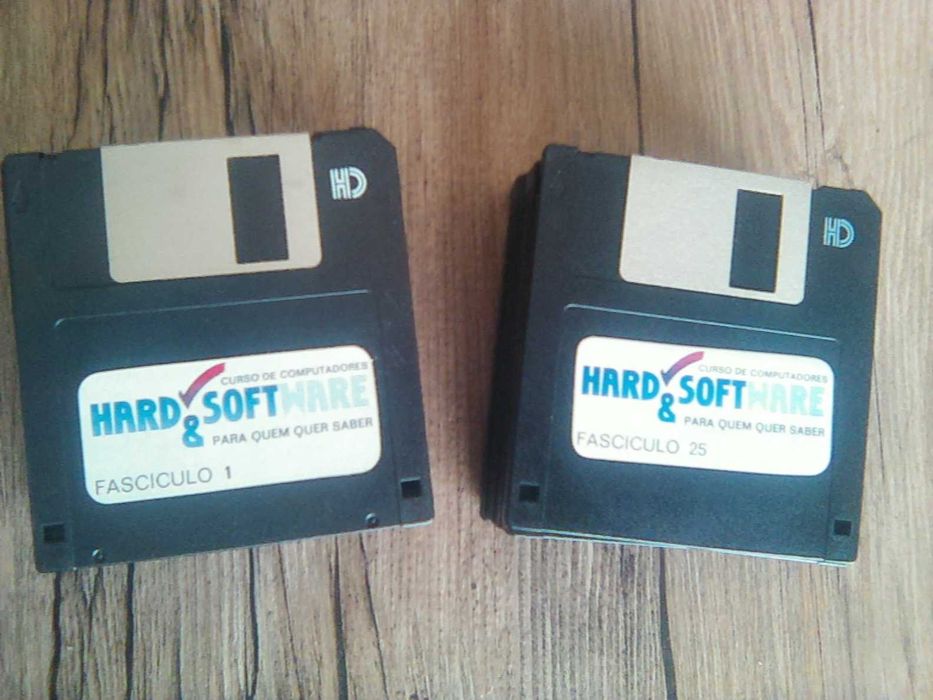 HD
CURSO DE COMPUTADORES
HARD & SOFTWARE
PARA QUEM QUER SABER
FASCICULO 1
HD
CURSO DE COMPUTADORES
HARD & SOFTWARE
PARA QUEM QUER SABER
FASCICULO 25